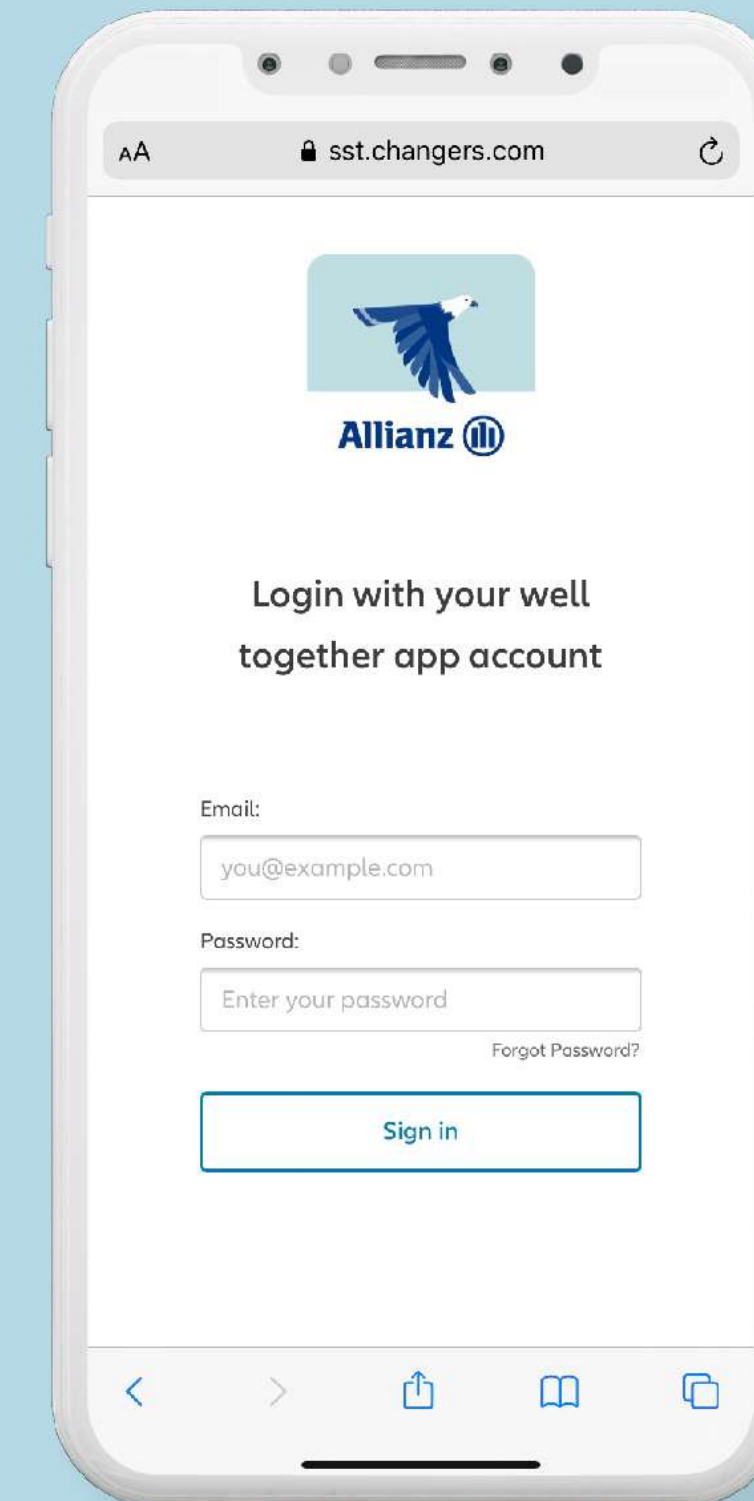 AA
sst.changers.com
Allianz
Login with your well
together app account
Email:
you@example.com
Password:
Enter your password
Forgot Password?
Sign in